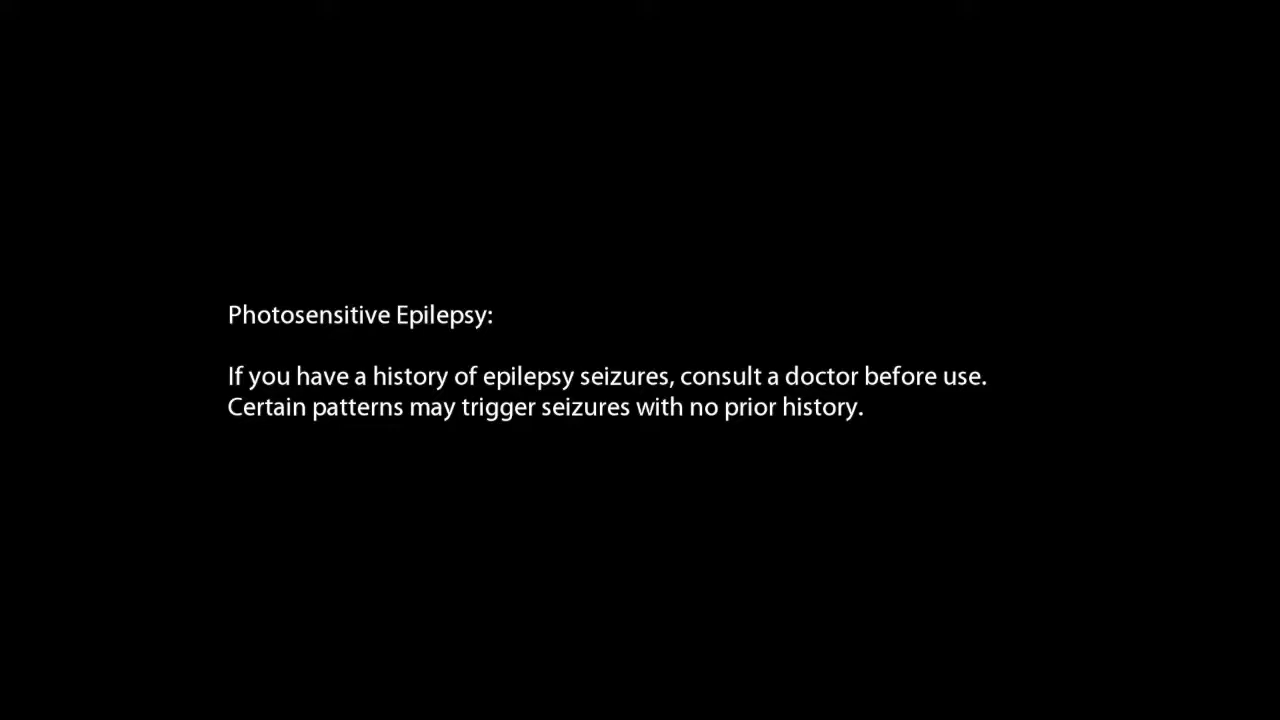 Photosensitive Epilepsy:
If you have a history of epilepsy seizures, consult a doctor before use.
Certain patterns may trigger seizures with no prior history.